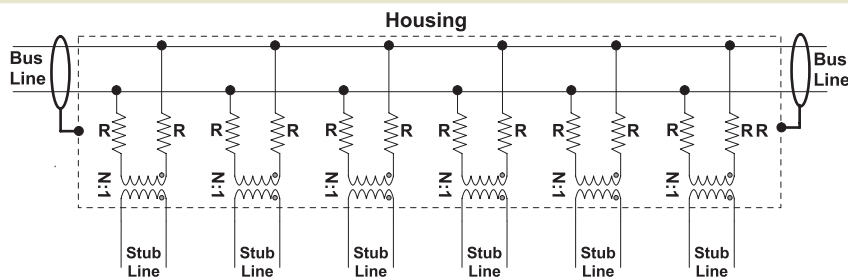 Housing
Bus
Line
Bus
Line
R R R R R R R R R R R R R
N:1 N:1 N:1 N:1 N:1 N:1
Stub Stub Stub Stub Stub Stub
Line Line Line Line Line Line